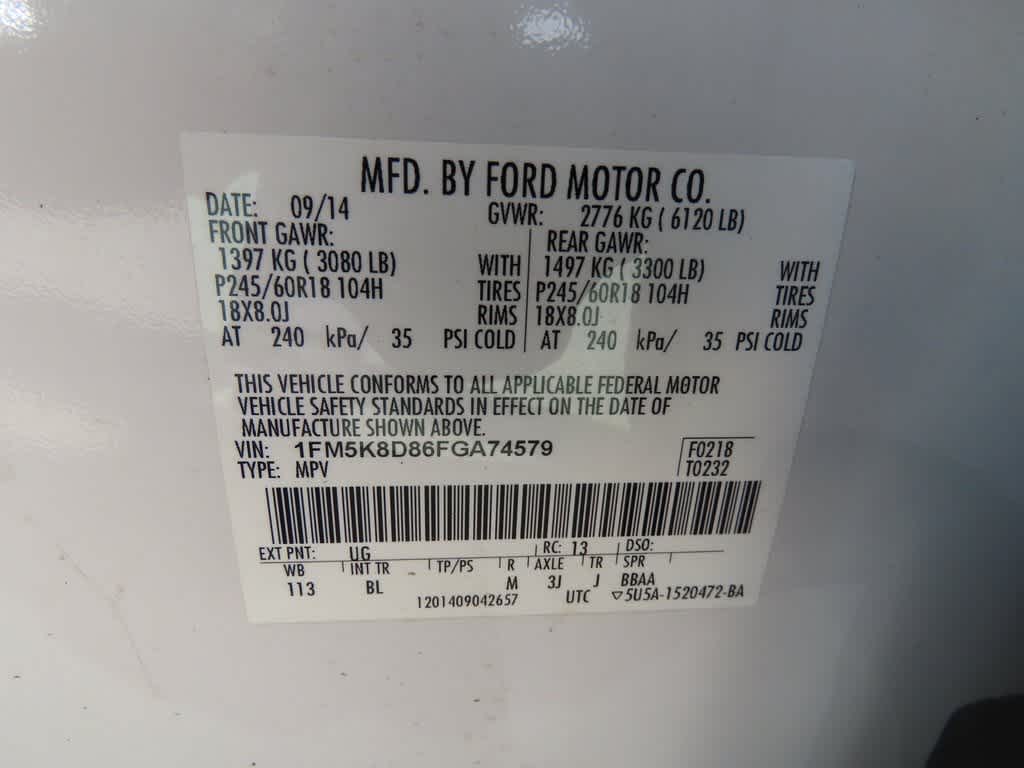 MFD. BY FORD MOTOR CO.
DATE: 09/14 GVWR: 2776 KG ( 6120 LB)
FRONT GAWR: REAR GAWR:
1397 KG ( 3080 LB) WITH 1497 KG ( 3300 LB) WITH
P245/60R18 104H TIRES P245/60R18 104H TIRES
18X8.0J RIMS 18X8.0J RIMS
AT 240 kPa/ 35 PSI COLD AT 240 kPa/ 35 PSI COLD
THIS VEHICLE CONFORMS TO ALL APPLICABLE FEDERAL MOTOR
VEHICLE SAFETY STANDARDS IN EFFECT ON THE DATE OF
MANUFACTURE SHOWN ABOVE.
VIN: 1FM5K8D86FGA74579 F0218
TYPE: MPV T0232
EXT PNT: UG RC: 13 DSO:
WB INT TR TP/PS R AXLE TR SPR
113 BL M 3J J BBAA
1201409042657 UTC ▽5U5A-1520472-BA